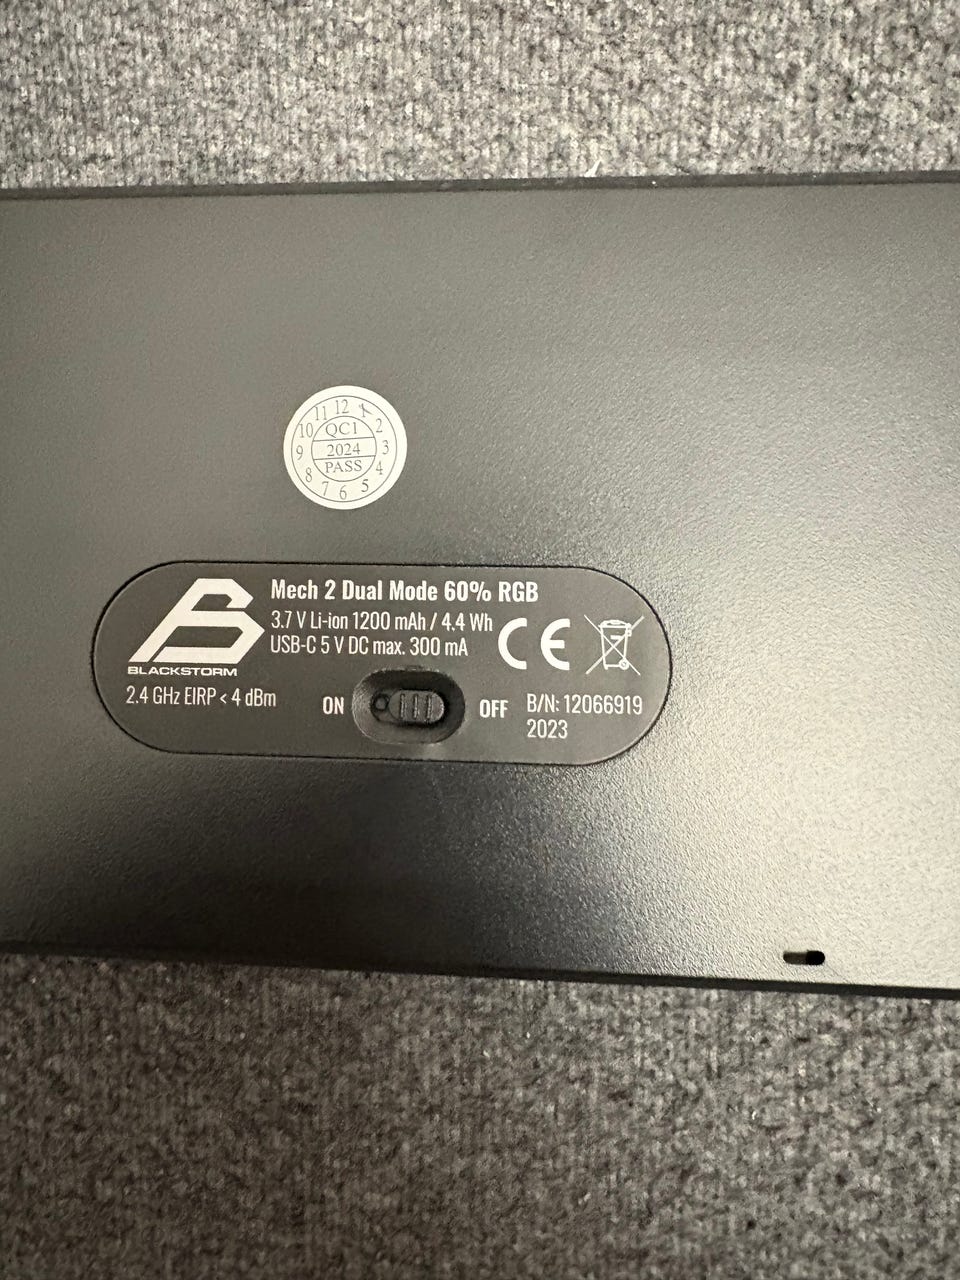 11 12 1 2
10 QC1
9 2024 3
8 PASS 4
7 6 5
Mech 2 Dual Mode 60% RGB
3.7 V Li-ion 1200 mAh / 4.4 Wh
USB-C 5 V DC max. 300 mA
CE
BLACKSTORM
2.4 GHz EIRP < 4 dBm
ON
OFF
B/N: 12066919
2023